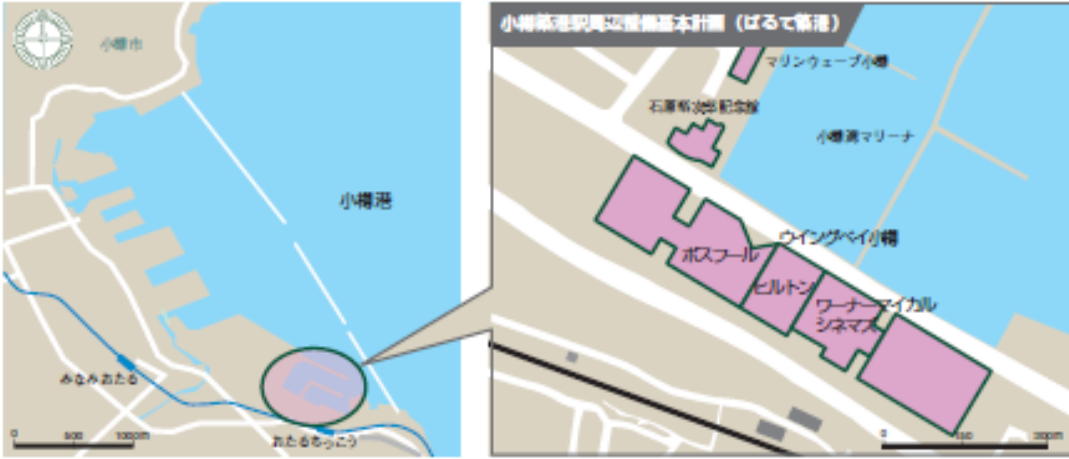 小樽市
小樽港
みなみおたる
おたるちっこう
0 500 1000m
小樽築港駅周辺整備基本計画（ぱるて築港）
マリンウェーブ小樽
石原裕次郎記念館
小樽港マリーナ
ウイングベイ小樽
ポスフール
ヒルトン
ワーナーマイカル
シネマス
0 150 300m